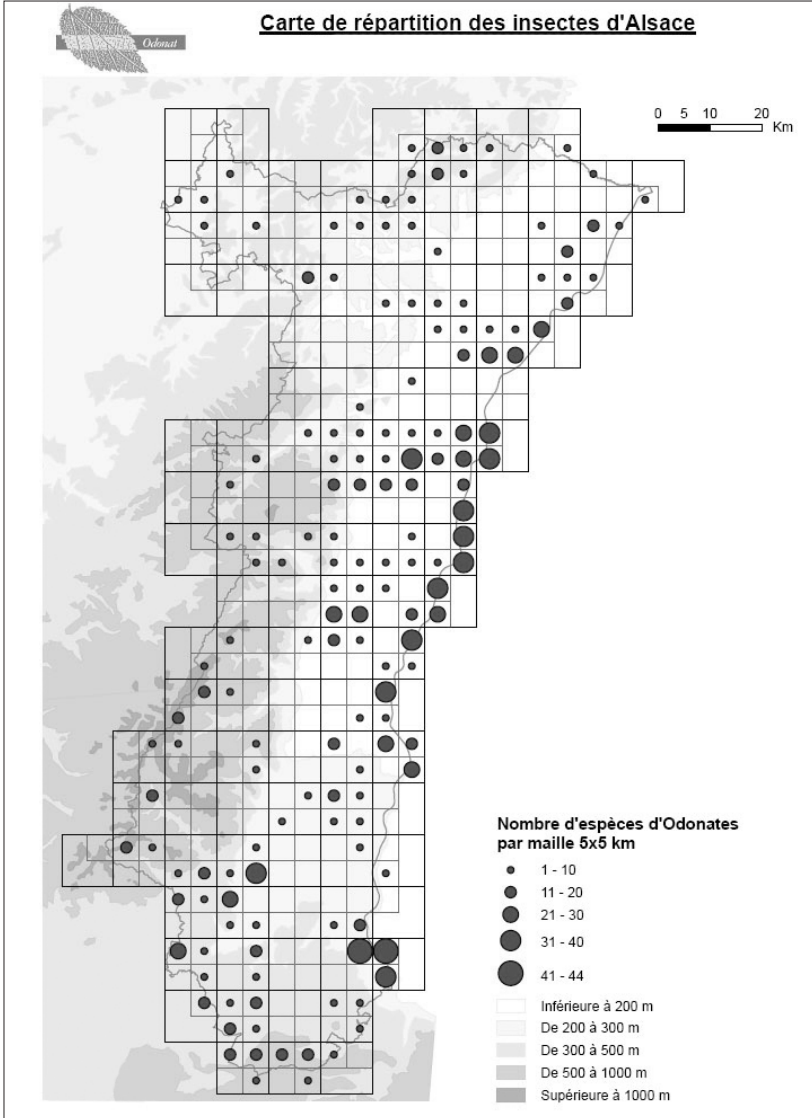 Carte de répartition des insectes d'Alsace
Odonat
0 5 10 20
Km
Nombre d'espèces d'Odonates
par maille 5x5 km
1 - 10
11 - 20
21 - 30
31 - 40
41 - 44
Inférieure à 200 m
De 200 à 300 m
De 300 à 500 m
De 500 à 1000 m
Supérieure à 1000 m